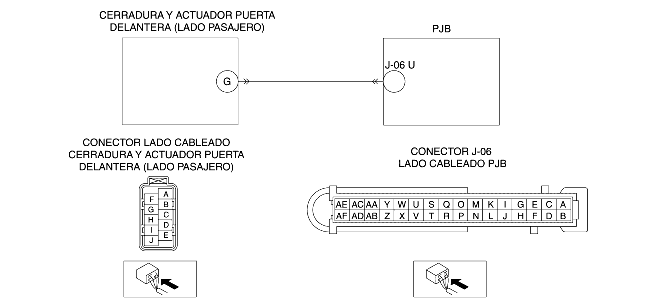 CERRADURA Y ACTUADOR PUERTA
DELANTERA (LADO PASAJERO)
PJB
G
J-06 U
CONECTOR LADO CABLEADO
CERRADURA Y ACTUADOR PUERTA
DELANTERA (LADO PASAJERO)
CONECTOR J-06
LADO CABLEADO PJB
A
F
B
G
C
H
D
I
E
J
AE AC AA Y W U S Q O M K I G E C A
AF AD AB Z X V T R P N L J H F D B